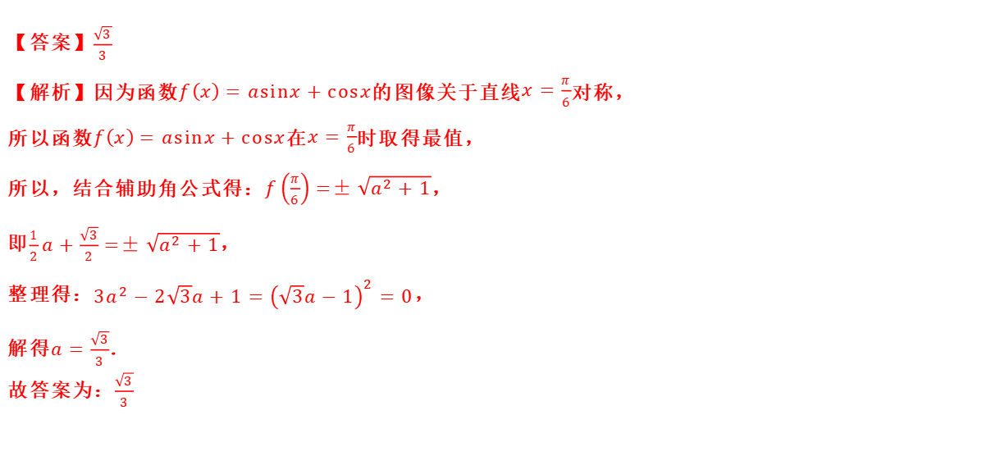 【答案】$\frac{\sqrt{3}}{3}$
【解析】因为函数$f(x) = a\sin x + \cos x$的图像关于直线$x = \frac{\pi}{6}$对称，
所以函数$f(x) = a\sin x + \cos x$在$x = \frac{\pi}{6}$时取得最值，
所以，结合辅助角公式得：$f\left(\frac{\pi}{6}\right) = \pm\sqrt{a^2 + 1}$，
即$\frac{1}{2}a + \frac{\sqrt{3}}{2} = \pm\sqrt{a^2 + 1}$，
整理得：$3a^2 - 2\sqrt{3}a + 1 = \left(\sqrt{3}a - 1\right)^2 = 0$，
解得$a = \frac{\sqrt{3}}{3}$.
故答案为：$\frac{\sqrt{3}}{3}$